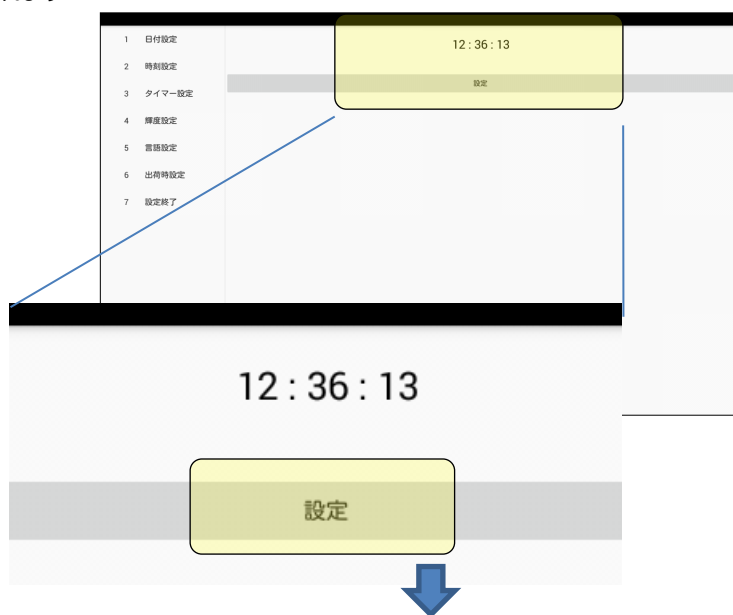 1 日付設定
2 時刻設定
3 タイマー設定
4 輝度設定
5 言語設定
6 出荷時設定
7 設定終了
12 : 36 : 13
設定
12 : 36 : 13
設定